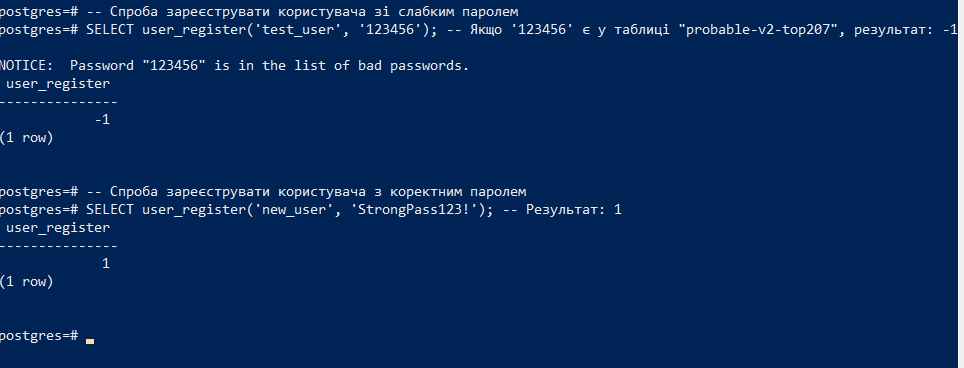 postgres=# -- Спроба зареєструвати користувача зі слабким паролем
postgres=# SELECT user_register('test_user', '123456'); -- Якщо '123456' є у таблиці "probable-v2-top207", результат: -1
NOTICE:  Password "123456" is in the list of bad passwords.
 user_register
---------------
            -1
(1 row)
postgres=# -- Спроба зареєструвати користувача з коректним паролем
postgres=# SELECT user_register('new_user', 'StrongPass123!'); -- Результат: 1
 user_register
---------------
             1
(1 row)
postgres=#